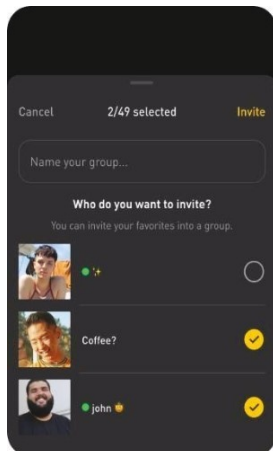 Cancel 2/49 selected Invite
Name your group...
Who do you want to invite?
You can invite your favorites into a group.
✨
Coffee?
john 🤠